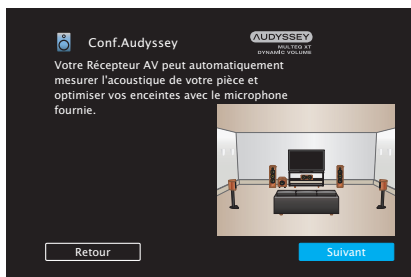 Conf.Audyssey
AUDYSSEY
MULTEQ XT
DYNAMIC VOLUME
Votre Récepteur AV peut automatiquement
mesurer l'acoustique de votre pièce et
optimiser vos enceintes avec le microphone
fournie.
Retour
Suivant